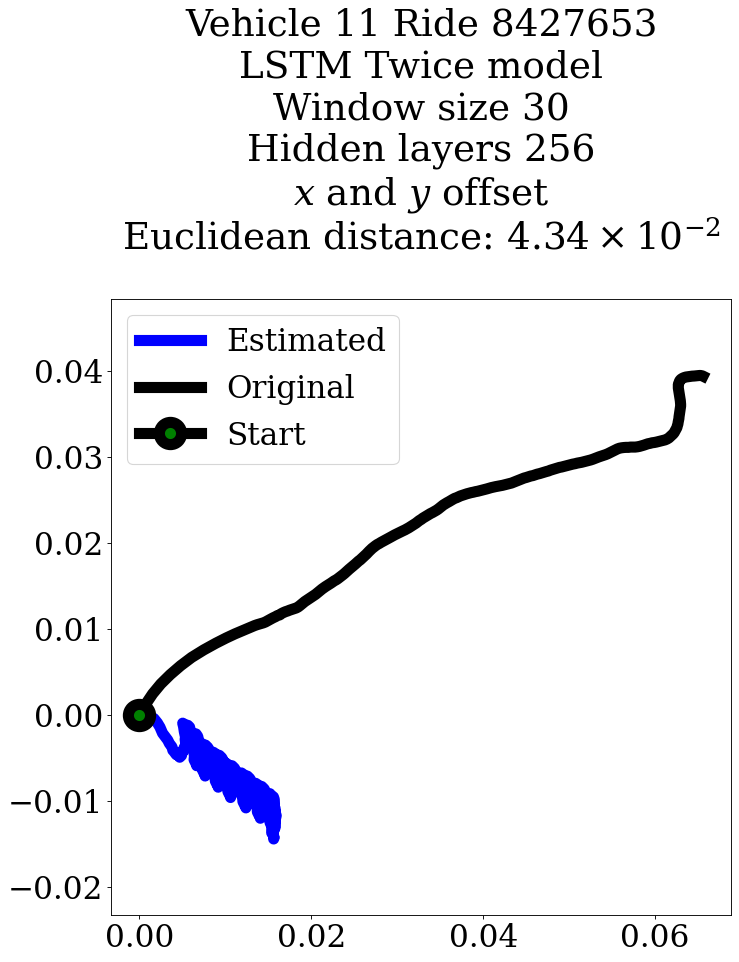 Vehicle 11 Ride 8427653
LSTM Twice model
Window size 30
Hidden layers 256
x and y offset
Euclidean distance: 4.34 × 10⁻²
Estimated
Original
Start
0.04
0.03
0.02
0.01
0.00
−0.01
−0.02
0.00 0.02 0.04 0.06